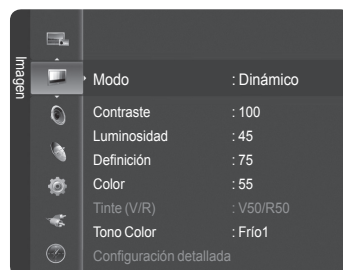 Imagen
Modo : Dinámico
Contraste : 100
Luminosidad : 45
Definición : 75
Color : 55
Tinte (V/R) : V50/R50
Tono Color : Frío1
Configuración detallada